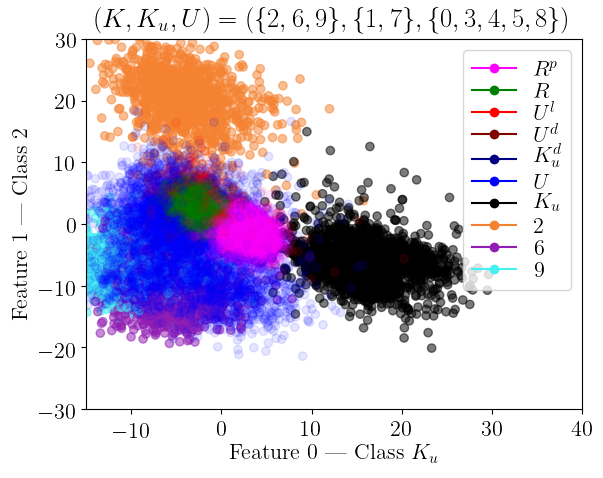 (K, K_u, U) = ({2, 6, 9}, {1, 7}, {0, 3, 4, 5, 8})
30
20
10
0
−10
−20
−30
Feature 1 — Class 2
R^p
R
U^l
U^d
K_u^d
U
K_u
2
6
9
−10
0
10
20
30
40
Feature 0 — Class K_u